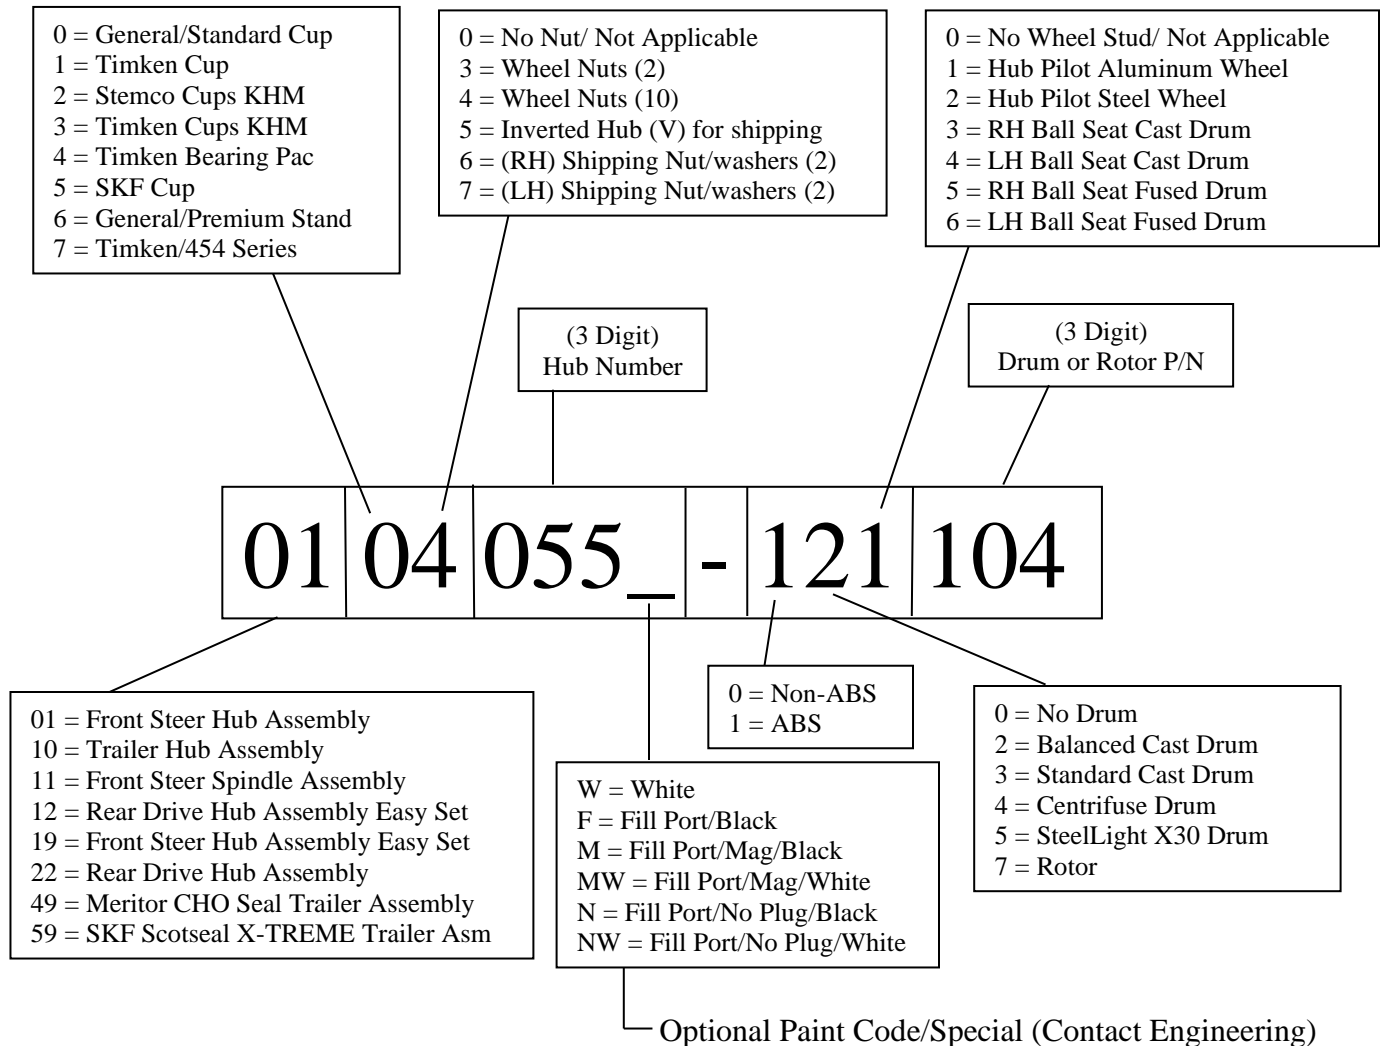 0 = General/Standard Cup
1 = Timken Cup
2 = Stemco Cups KHM
3 = Timken Cups KHM
4 = Timken Bearing Pac
5 = SKF Cup
6 = General/Premium Stand
7 = Timken/454 Series
0 = No Nut/ Not Applicable
3 = Wheel Nuts (2)
4 = Wheel Nuts (10)
5 = Inverted Hub (V) for shipping
6 = (RH) Shipping Nut/washers (2)
7 = (LH) Shipping Nut/washers (2)
0 = No Wheel Stud/ Not Applicable
1 = Hub Pilot Aluminum Wheel
2 = Hub Pilot Steel Wheel
3 = RH Ball Seat Cast Drum
4 = LH Ball Seat Cast Drum
5 = RH Ball Seat Fused Drum
6 = LH Ball Seat Fused Drum
(3 Digit)
Hub Number
(3 Digit)
Drum or Rotor P/N
01 04 055_ - 121 104
01 = Front Steer Hub Assembly
10 = Trailer Hub Assembly
11 = Front Steer Spindle Assembly
12 = Rear Drive Hub Assembly Easy Set
19 = Front Steer Hub Assembly Easy Set
22 = Rear Drive Hub Assembly
49 = Meritor CHO Seal Trailer Assembly
59 = SKF Scotseal X-TREME Trailer Asm
W = White
F = Fill Port/Black
M = Fill Port/Mag/Black
MW = Fill Port/Mag/White
N = Fill Port/No Plug/Black
NW = Fill Port/No Plug/White
0 = Non-ABS
1 = ABS
0 = No Drum
2 = Balanced Cast Drum
3 = Standard Cast Drum
4 = Centrifuse Drum
5 = SteelLight X30 Drum
7 = Rotor
Optional Paint Code/Special (Contact Engineering)